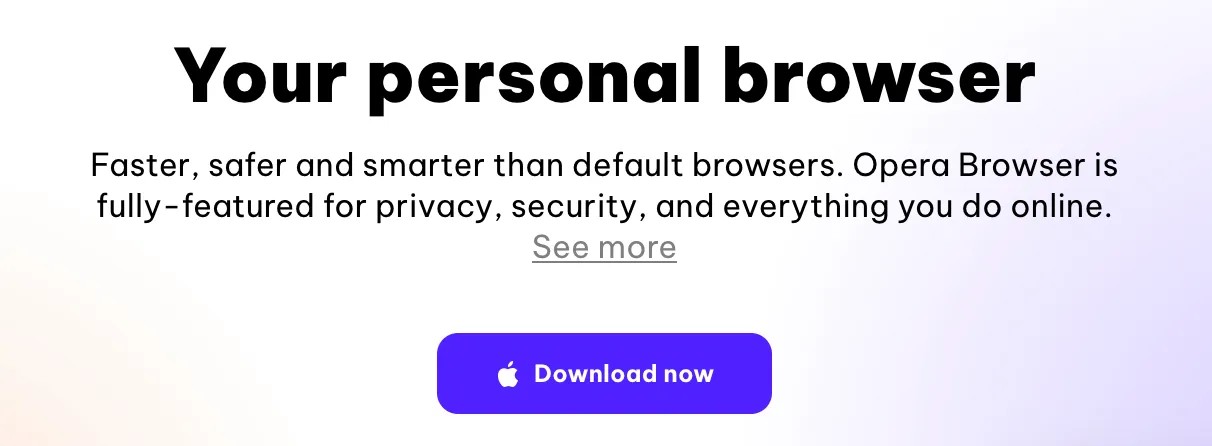 Your personal browser
Faster, safer and smarter than default browsers. Opera Browser is
fully-featured for privacy, security, and everything you do online.
See more
Download now